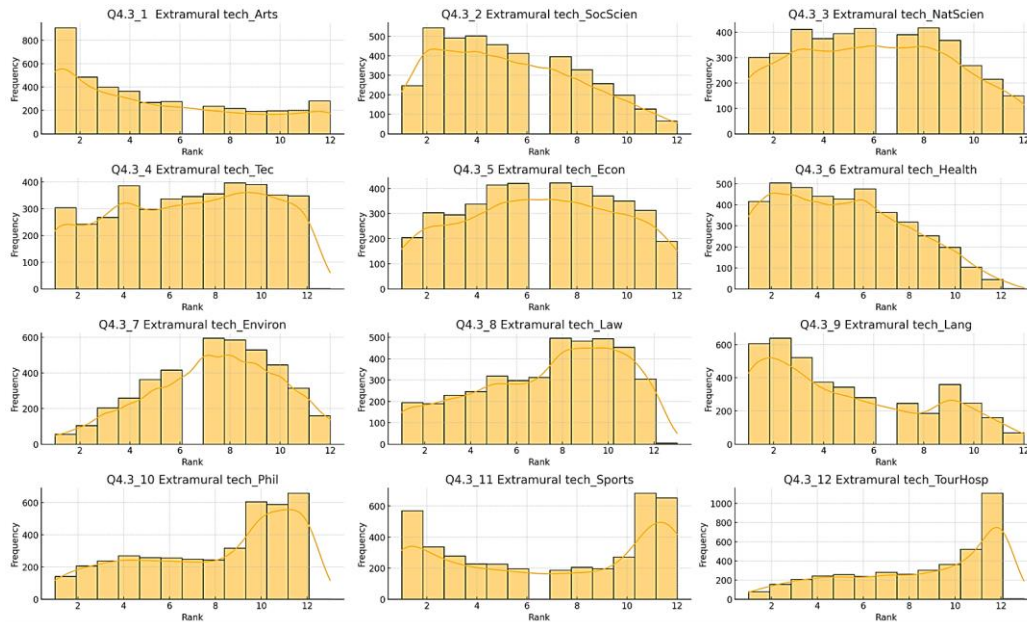 Q4.3_1 Extramural tech_Arts
Frequency
800
600
400
200
0
2 4 6 8 10 12
Rank
Q4.3_2 Extramural tech_SocScien
Frequency
500
400
300
200
100
0
2 4 6 8 10 12
Rank
Q4.3_3 Extramural tech_NatScien
Frequency
400
300
200
100
0
2 4 6 8 10 12
Rank
Q4.3_4 Extramural tech_Tec
Frequency
400
300
200
100
0
2 4 6 8 10 12
Rank
Q4.3_5 Extramural tech_Econ
Frequency
400
300
200
100
0
2 4 6 8 10 12
Rank
Q4.3_6 Extramural tech_Health
Frequency
500
400
300
200
100
0
2 4 6 8 10 12
Rank
Q4.3_7 Extramural tech_Environ
Frequency
600
400
200
0
2 4 6 8 10 12
Rank
Q4.3_8 Extramural tech_Law
Frequency
500
400
300
200
100
0
2 4 6 8 10 12
Rank
Q4.3_9 Extramural tech_Lang
Frequency
600
400
200
0
2 4 6 8 10 12
Rank
Q4.3_10 Extramural tech_Phil
Frequency
600
400
200
0
2 4 6 8 10 12
Rank
Q4.3_11 Extramural tech_Sports
Frequency
600
400
200
0
2 4 6 8 10 12
Rank
Q4.3_12 Extramural tech_TourHosp
Frequency
1000
800
600
400
200
0
2 4 6 8 10 12
Rank